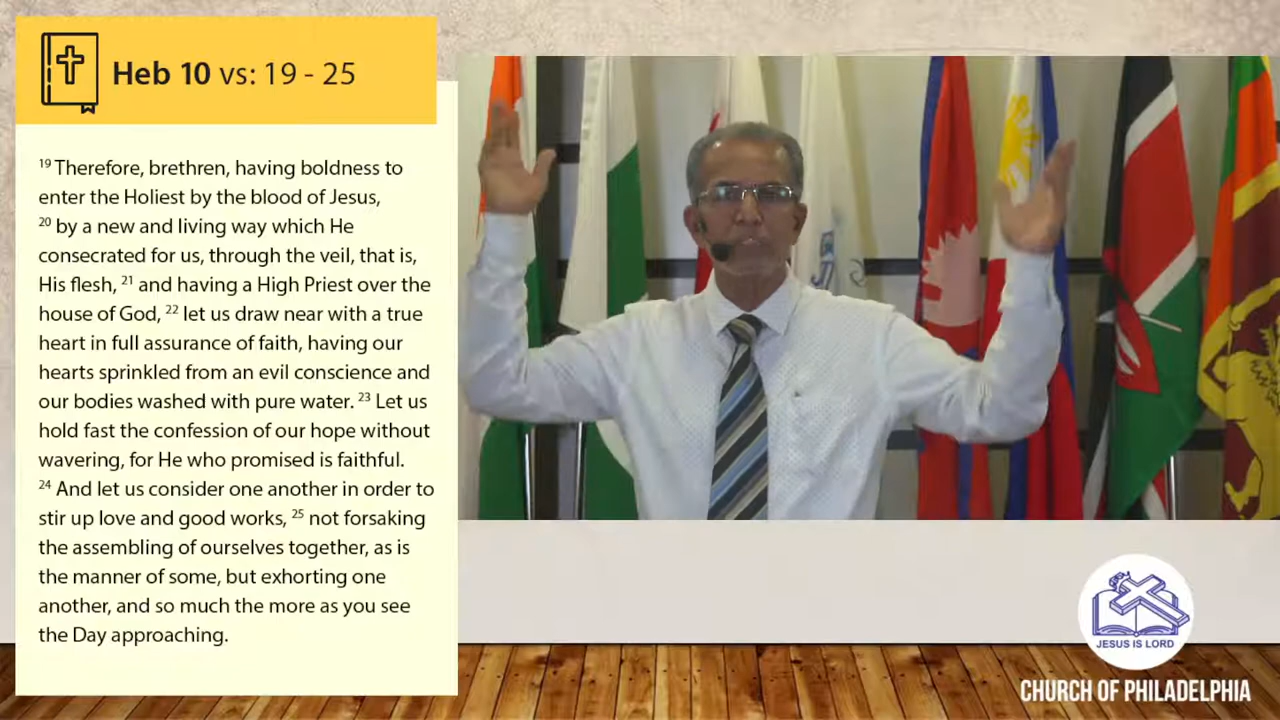 Heb 10 vs: 19 - 25
19 Therefore, brethren, having boldness to
enter the Holiest by the blood of Jesus,
20 by a new and living way which He
consecrated for us, through the veil, that is,
His flesh, 21 and having a High Priest over the
house of God, 22 let us draw near with a true
heart in full assurance of faith, having our
hearts sprinkled from an evil conscience and
our bodies washed with pure water. 23 Let us
hold fast the confession of our hope without
wavering, for He who promised is faithful.
24 And let us consider one another in order to
stir up love and good works, 25 not forsaking
the assembling of ourselves together, as is
the manner of some, but exhorting one
another, and so much the more as you see
the Day approaching.
JESUS IS LORD
CHURCH OF PHILADELPHIA